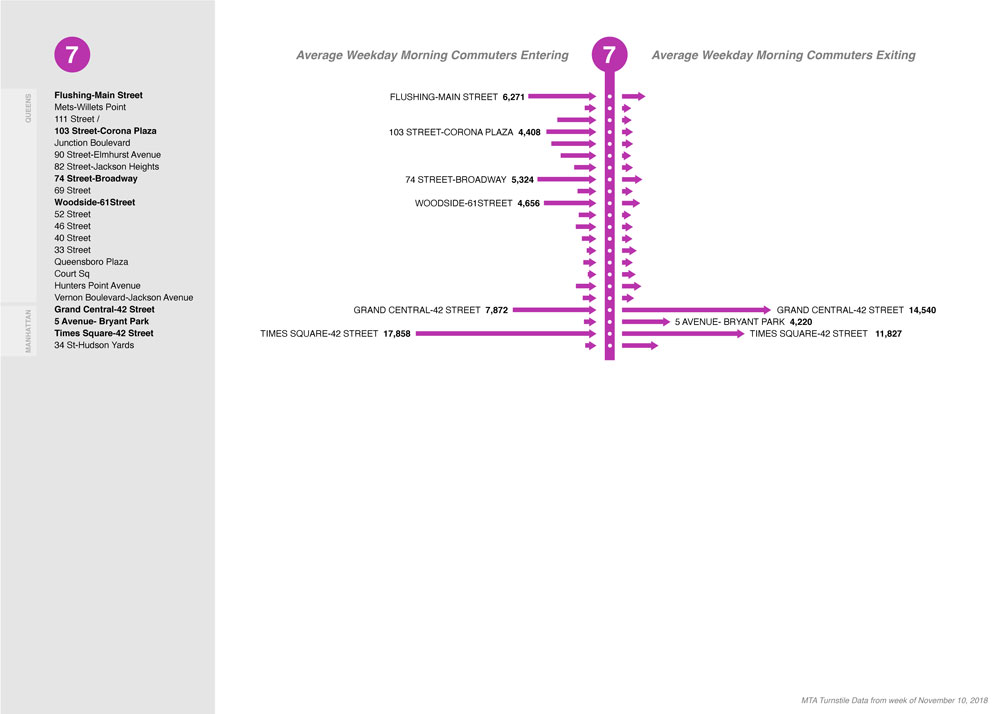 7
QUEENS
Flushing-Main Street
Mets-Willets Point
111 Street /
103 Street-Corona Plaza
Junction Boulevard
90 Street-Elmhurst Avenue
82 Street-Jackson Heights
74 Street-Broadway
69 Street
Woodside-61Street
52 Street
46 Street
40 Street
33 Street
Queensboro Plaza
Court Sq
Hunters Point Avenue
Vernon Boulevard-Jackson Avenue
MANHATTAN
Grand Central-42 Street
5 Avenue- Bryant Park
Times Square-42 Street
34 St-Hudson Yards
Average Weekday Morning Commuters Entering
7
Average Weekday Morning Commuters Exiting
FLUSHING-MAIN STREET 6,271
103 STREET-CORONA PLAZA 4,408
74 STREET-BROADWAY 5,324
WOODSIDE-61STREET 4,656
GRAND CENTRAL-42 STREET 7,872
GRAND CENTRAL-42 STREET 14,540
5 AVENUE- BRYANT PARK 4,220
TIMES SQUARE-42 STREET 17,858
TIMES SQUARE-42 STREET 11,827
MTA Turnstile Data from week of November 10, 2018